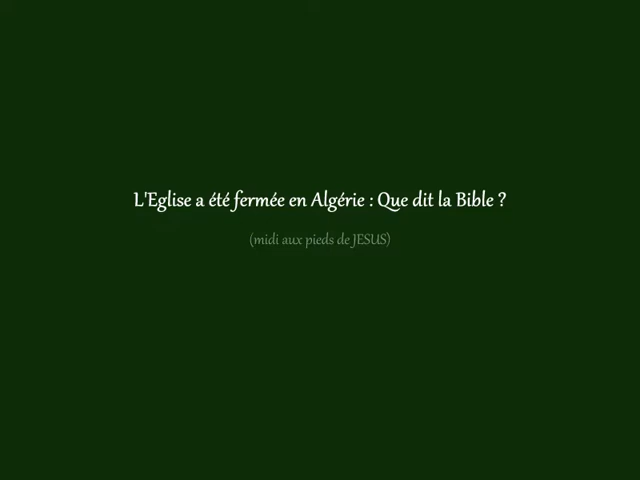 L'Eglise a été fermée en Algérie : Que dit la Bible ?
(midi aux pieds de JESUS)